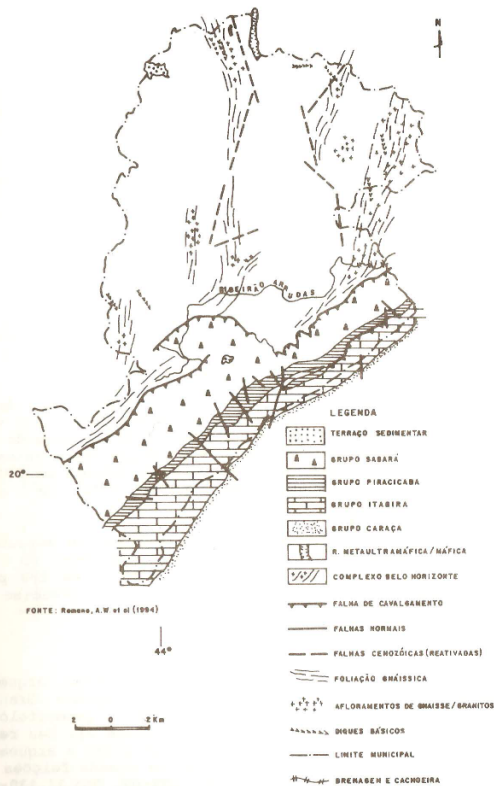 N
RIBEIRÃO ARRUDAS
LEGENDA
TERRAÇO SEDIMENTAR
GRUPO SABARÁ
GRUPO PIRACICABA
GRUPO ITABIRA
GRUPO CARAÇA
R. METAULTRAMÁFICA/MÁFICA
COMPLEXO BELO HORIZONTE
FALHA DE CAVALGAMENTO
FALHAS NORMAIS
FALHAS CENOZÓICAS (REATIVADAS)
FOLIAÇÃO GNÁISSICA
AFLORAMENTOS DE GNAISSE/GRANITOS
DIQUES BÁSICOS
LIMITE MUNICIPAL
DRENAGEM E CACHOEIRA
20°
FONTE: Romano, A.W et al (1994)
44°
2 0 2 Km